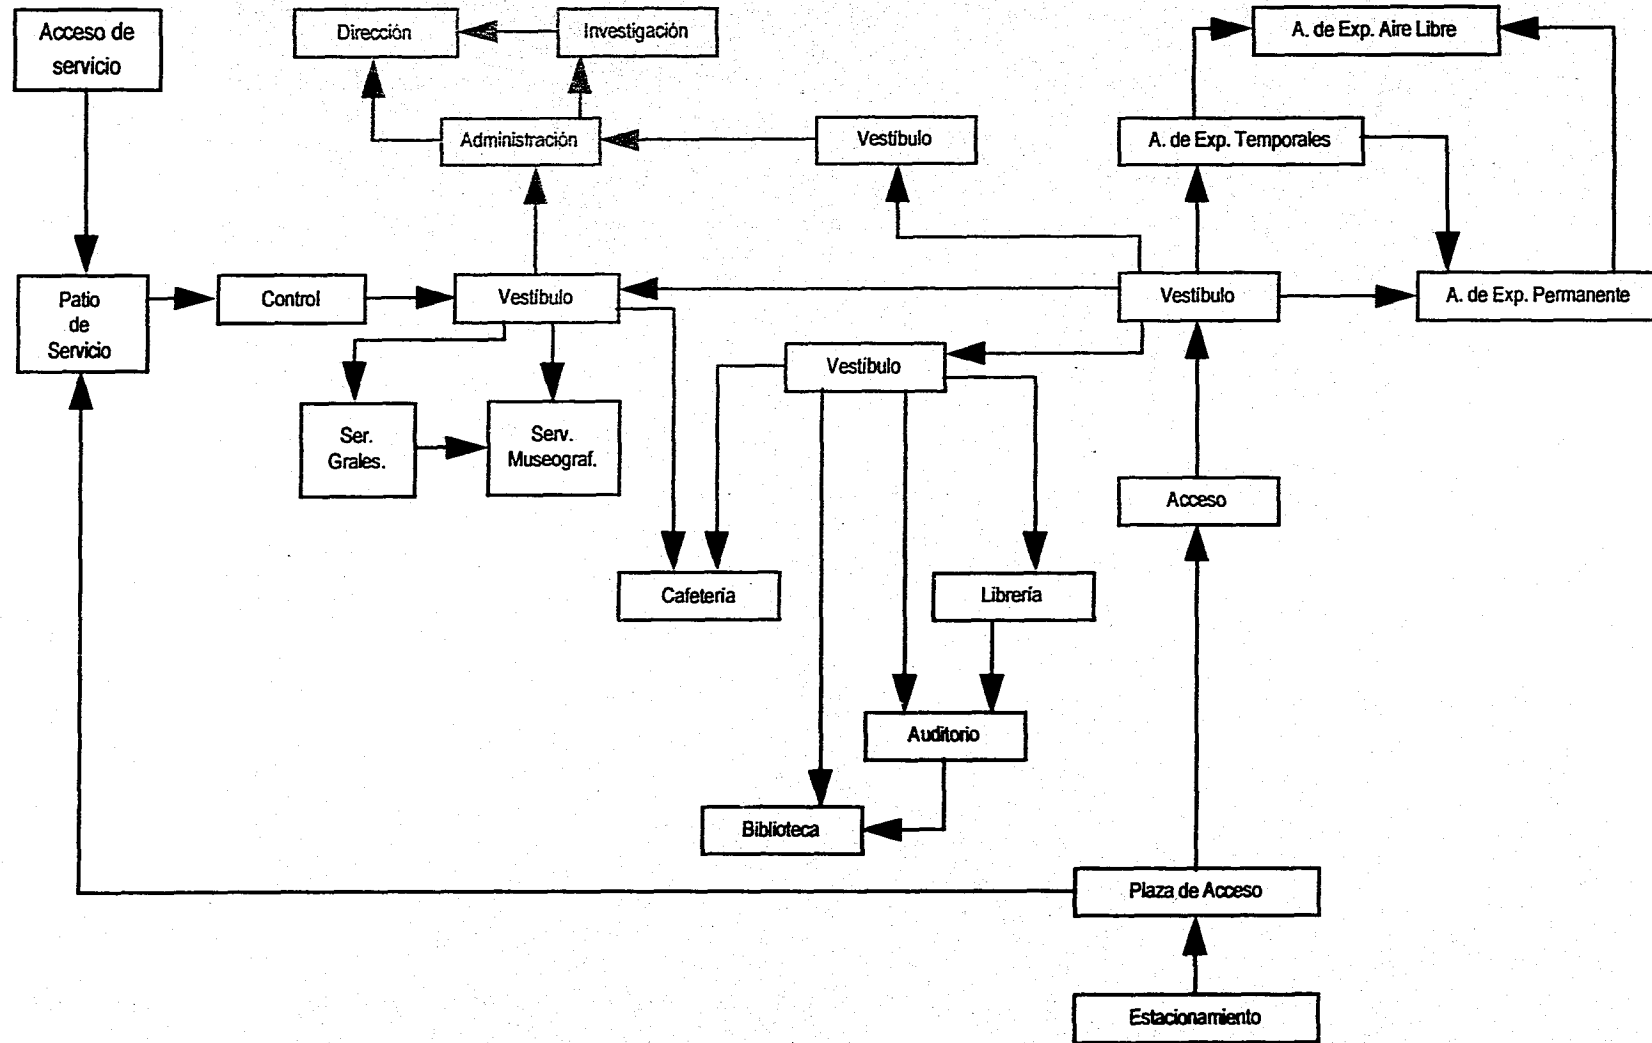 Acceso de
servicio
Dirección
Investigación
A. de Exp. Aire Libre
Administración
Vestíbulo
A. de Exp. Temporales
Patio
de
Servicio
Control
Vestíbulo
Vestíbulo
A. de Exp. Permanente
Vestíbulo
Ser.
Grales.
Serv.
Museograf.
Acceso
Cafetería
Librería
Auditorio
Biblioteca
Plaza de Acceso
Estacionamiento